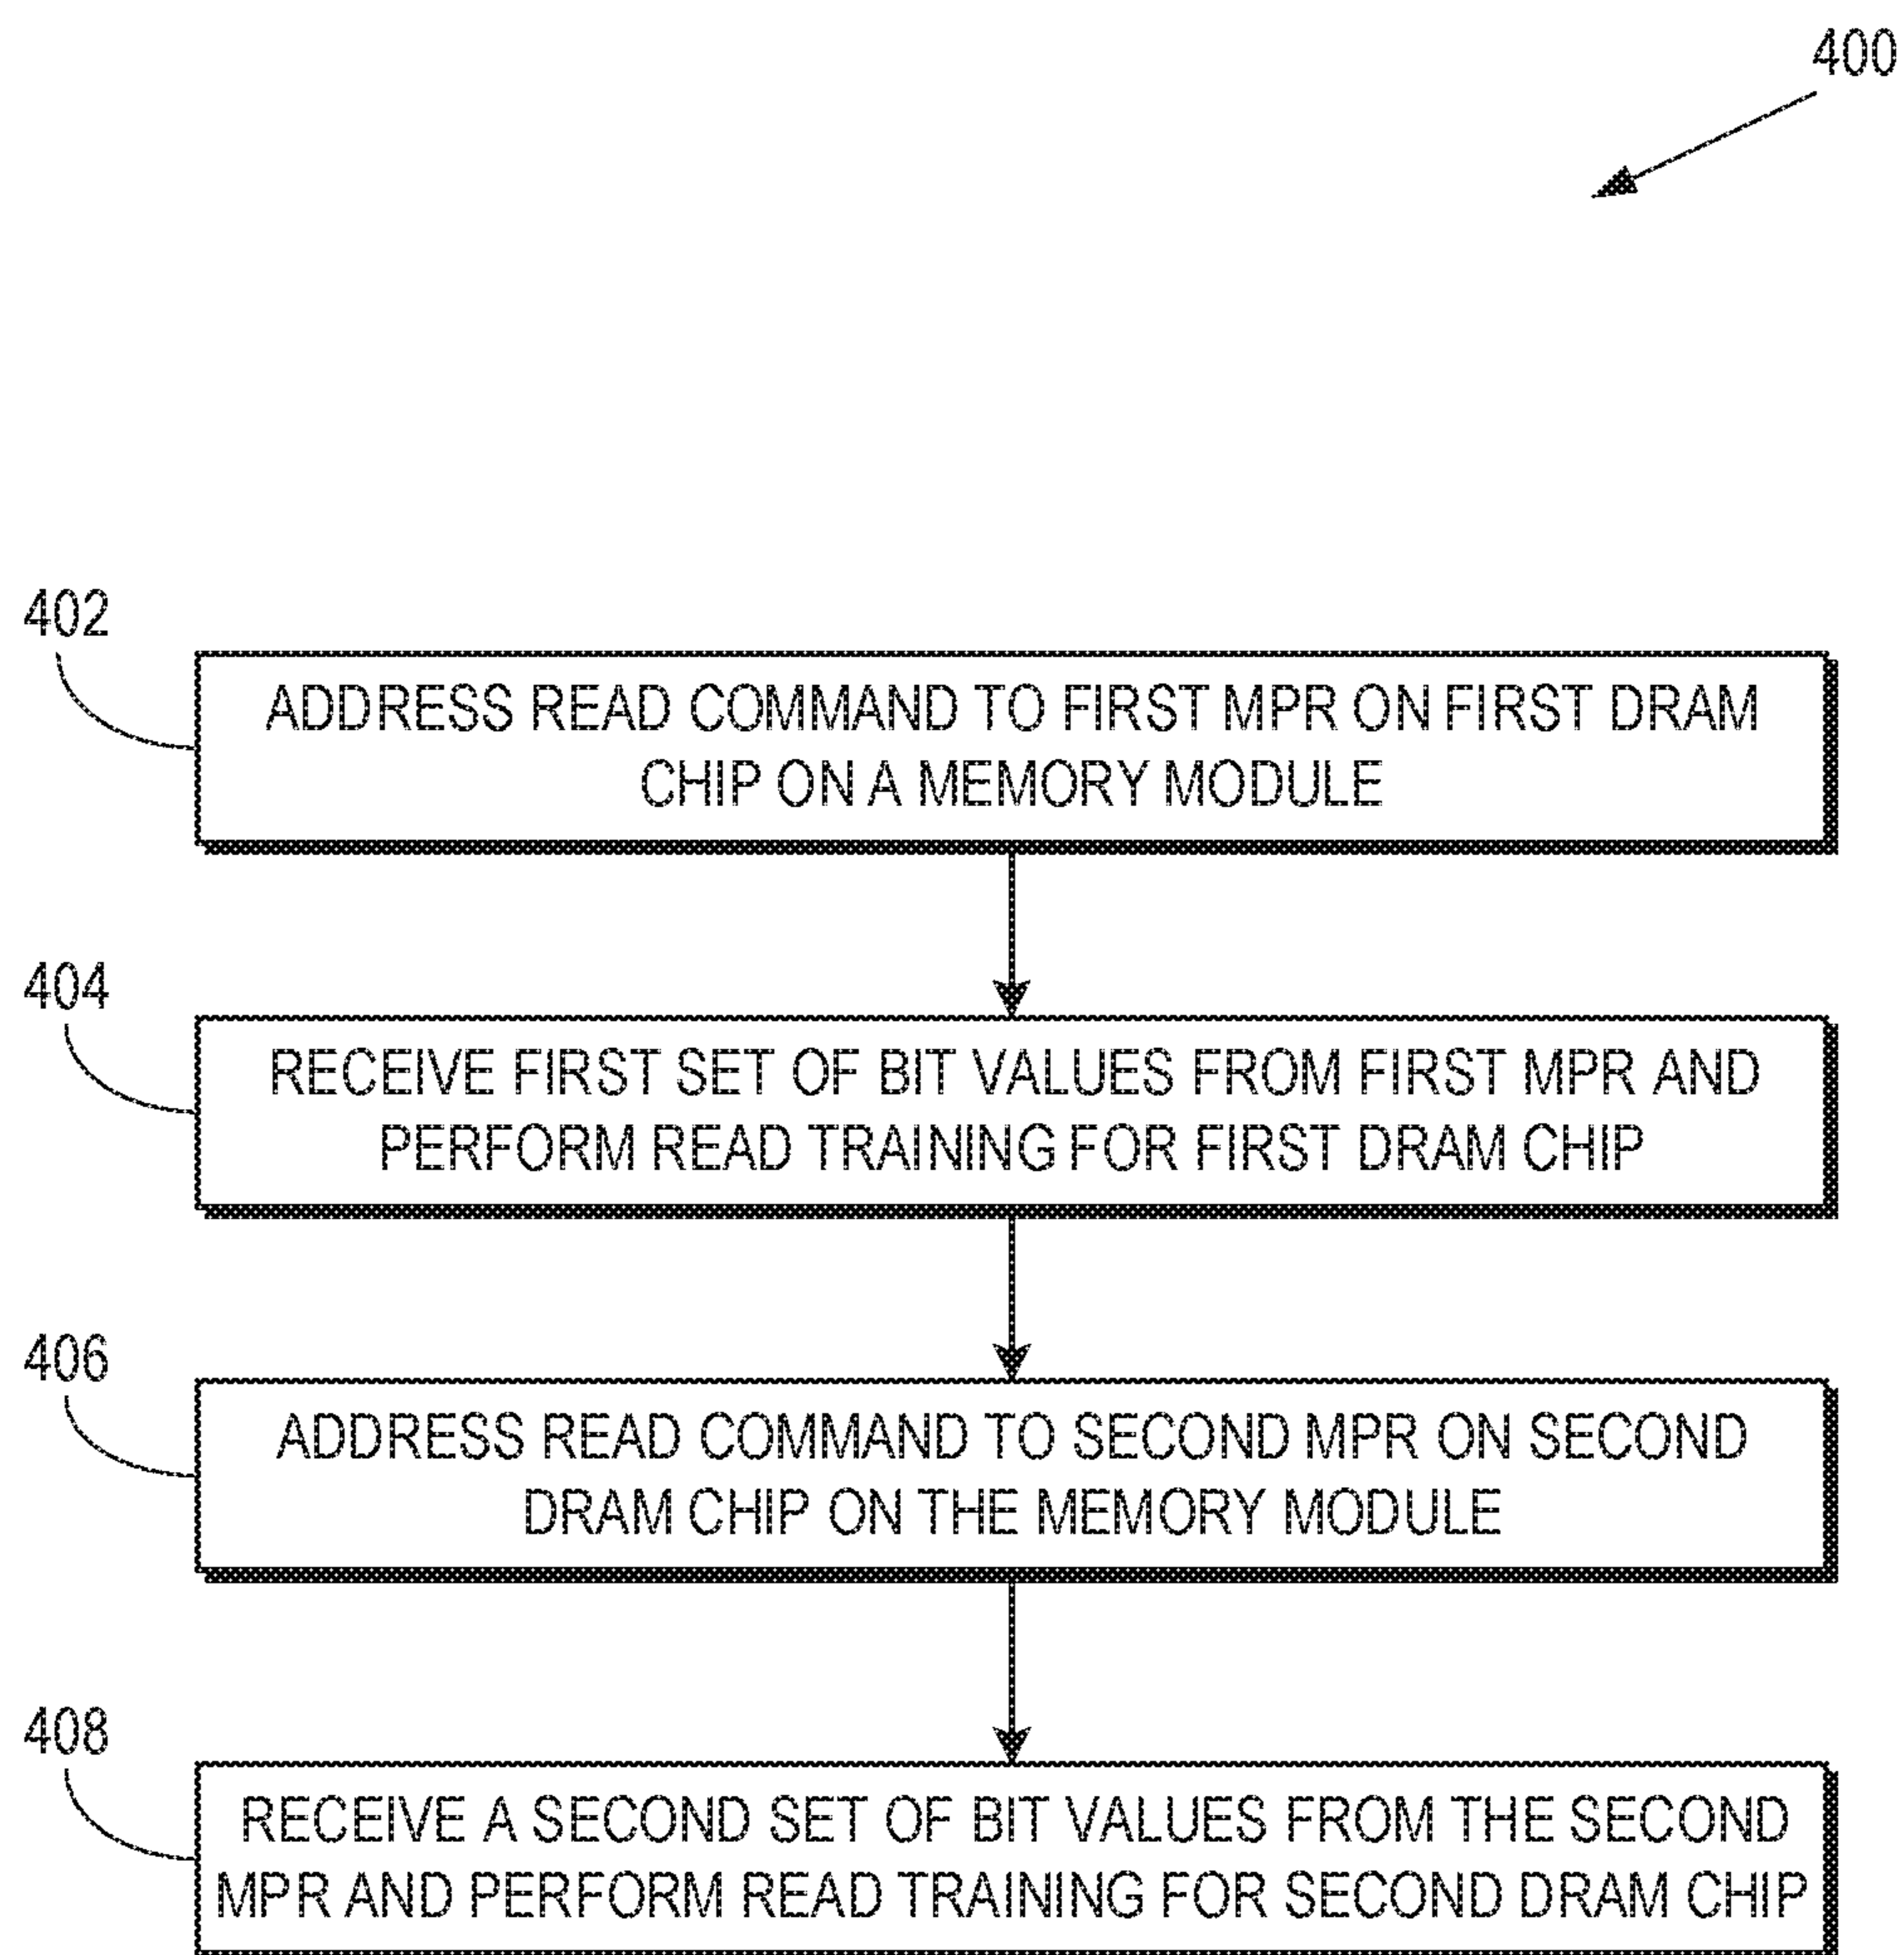 400
402
ADDRESS READ COMMAND TO FIRST MPR ON FIRST DRAM
CHIP ON A MEMORY MODULE
404
RECEIVE FIRST SET OF BIT VALUES FROM FIRST MPR AND
PERFORM READ TRAINING FOR FIRST DRAM CHIP
406
ADDRESS READ COMMAND TO SECOND MPR ON SECOND
DRAM CHIP ON THE MEMORY MODULE
408
RECEIVE A SECOND SET OF BIT VALUES FROM THE SECOND
MPR AND PERFORM READ TRAINING FOR SECOND DRAM CHIP